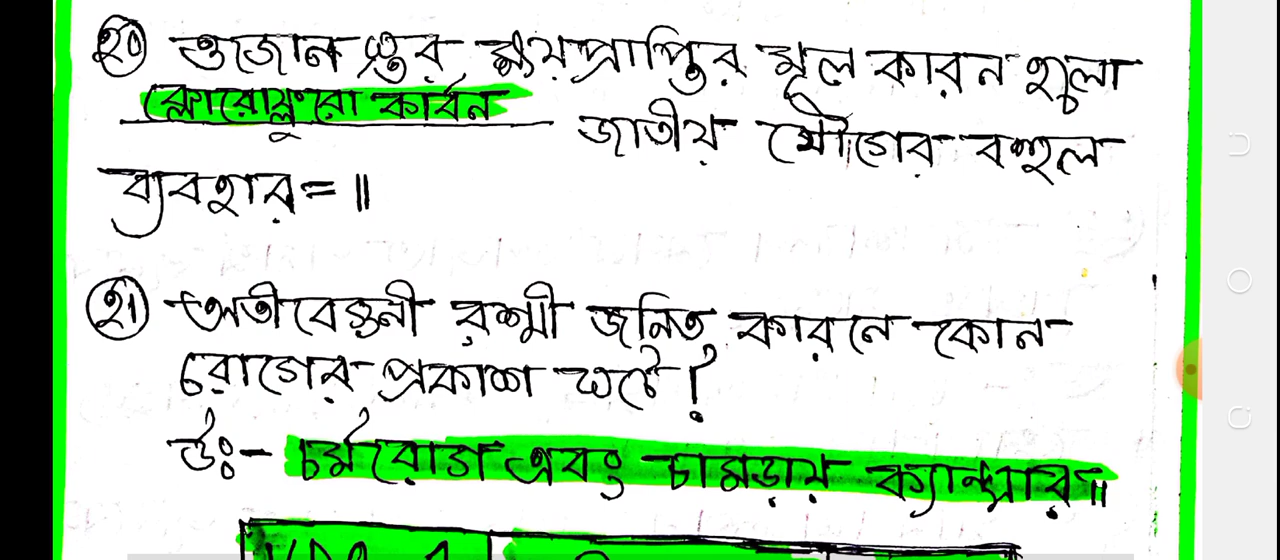 ২০ ওজোন স্তর ক্ষয়প্রাপ্তির মূল কারন হলো
ক্লোরোফ্লুরো কার্বন জাতীয় যৌগের বহুল
ব্যবহার= ॥
২১ অতীবেগুনী রশ্মী জনিত কারনে কোন
রোগের প্রকাশ ঘটে?
উঃ- চর্মরোগ এবং চামড়ায় ক্যান্সার॥